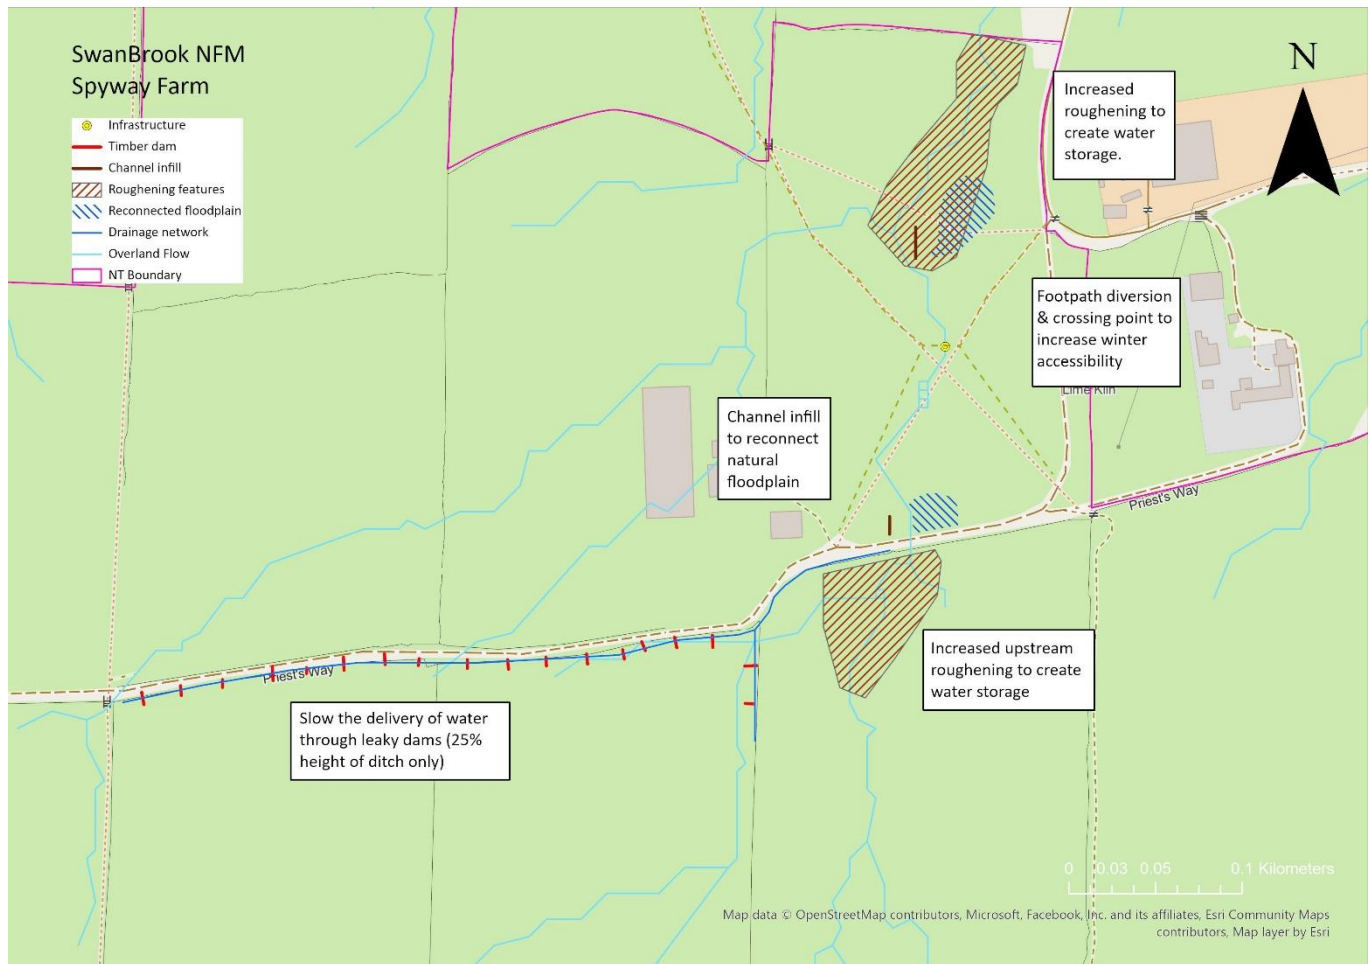 SwanBrook NFM
Spyway Farm
Infrastructure
Timber dam
Channel infill
Roughening features
Reconnected floodplain
Drainage network
Overland Flow
NT Boundary
N
Increased
roughening to
create water
storage.
Footpath diversion
& crossing point to
increase winter
accessibility
Lime Kiln
Channel infill
to reconnect
natural
floodplain
Priest's Way
Priest's Way
Increased upstream
roughening to create
water storage
Slow the delivery of water
through leaky dams (25%
height of ditch only)
0 0.03 0.05 0.1 Kilometers
Map data © OpenStreetMap contributors, Microsoft, Facebook, Inc. and its affiliates, Esri Community Maps
contributors, Map layer by Esri